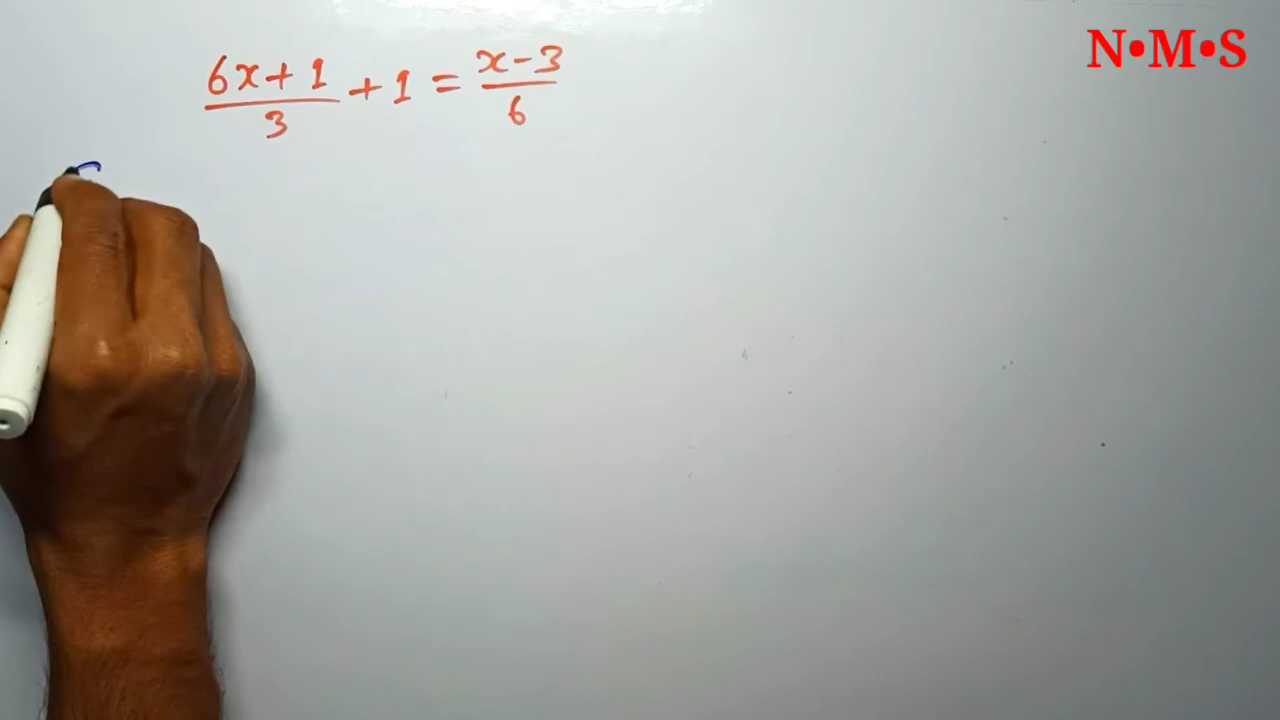 N•M•S
(6x+1)/3 + 1 = (x-3)/6